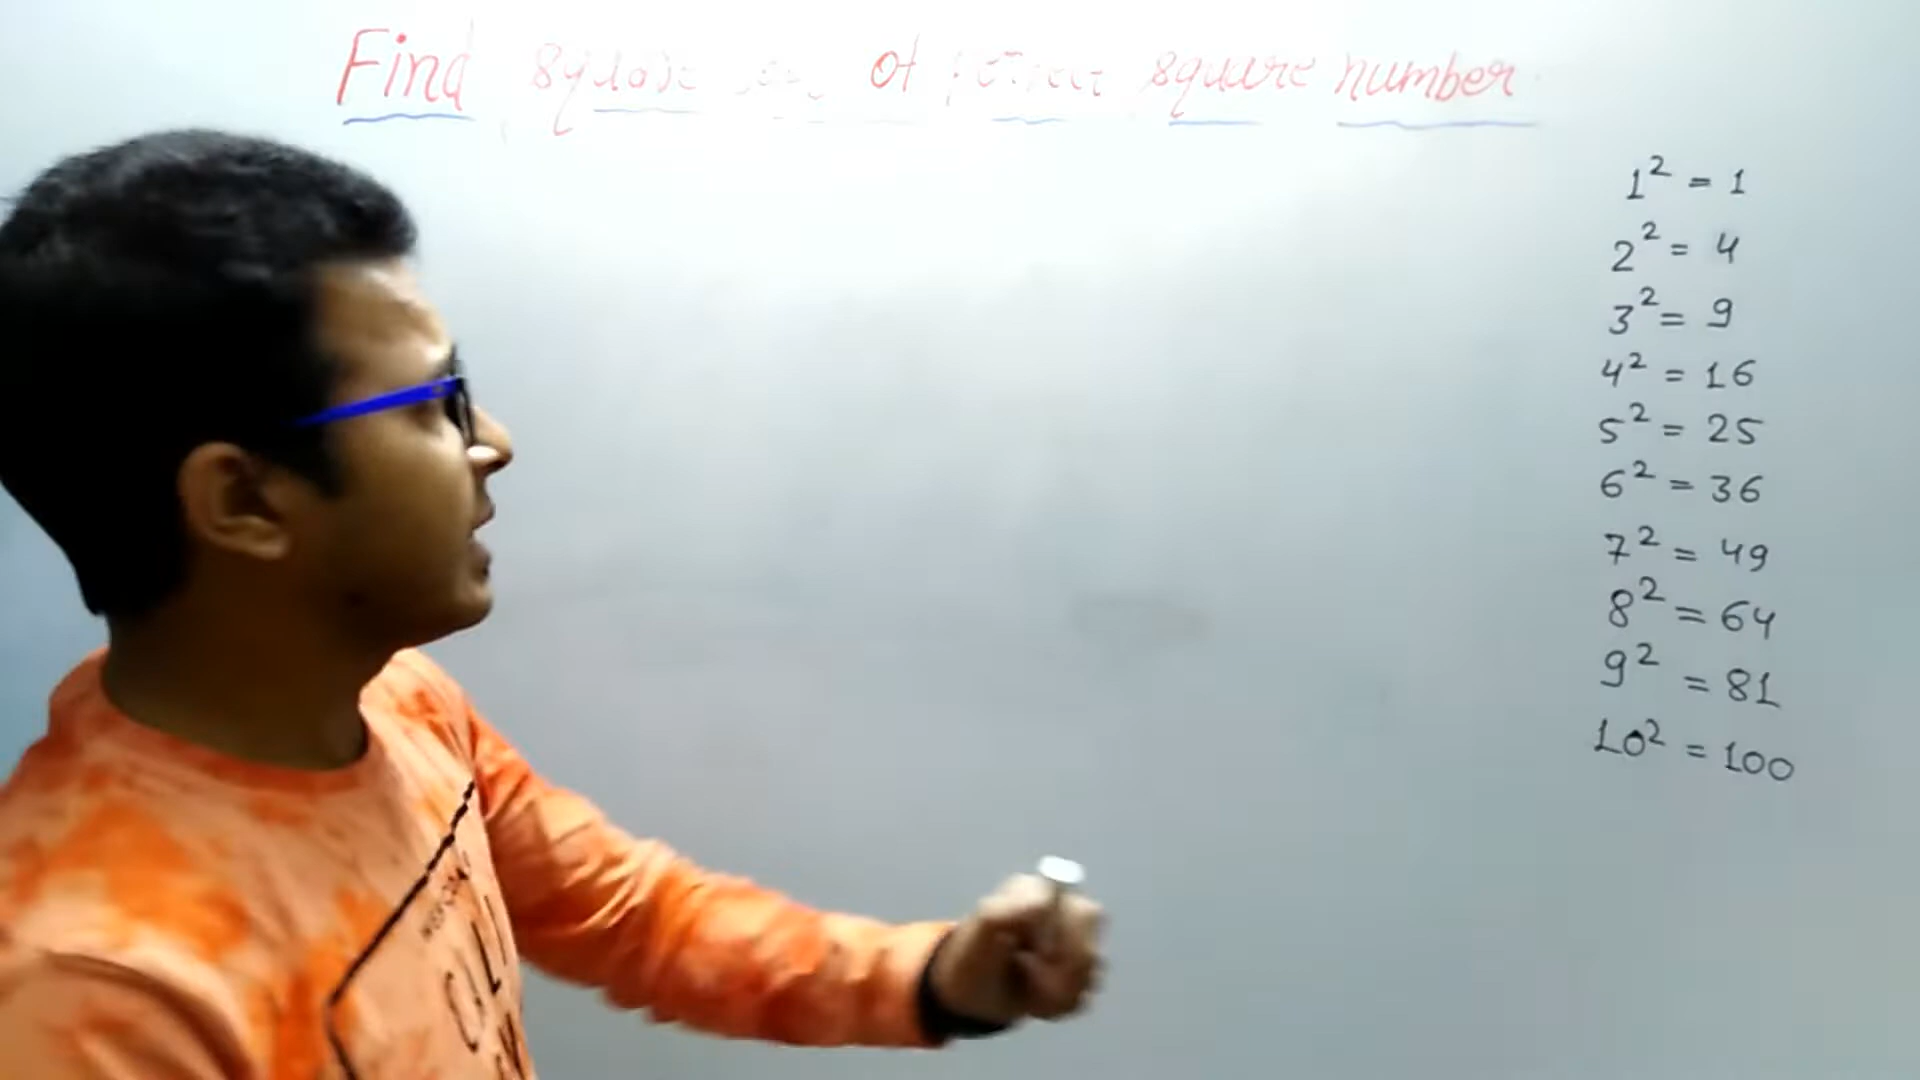 Find square of perfect square number
1² = 1
2² = 4
3² = 9
4² = 16
5² = 25
6² = 36
7² = 49
8² = 64
9² = 81
10² = 100